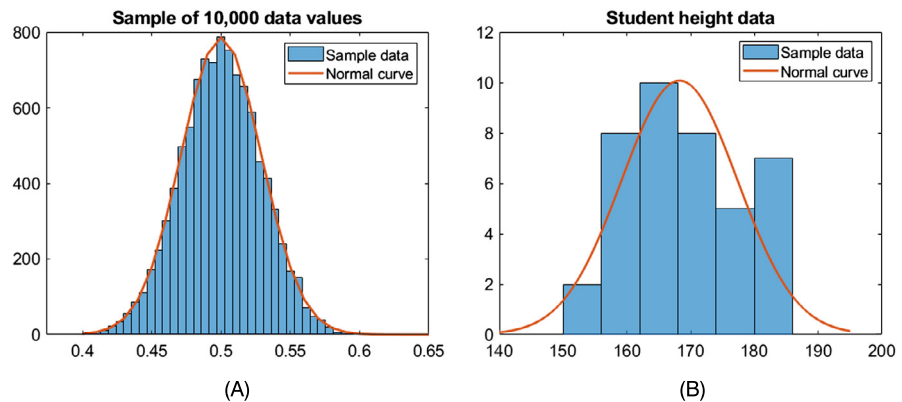 Sample of 10,000 data values
800
600
400
200
0
0.4 0.45 0.5 0.55 0.6 0.65
Sample data
Normal curve
(A)
Student height data
12
10
8
6
4
2
0
140 150 160 170 180 190 200
Sample data
Normal curve
(B)